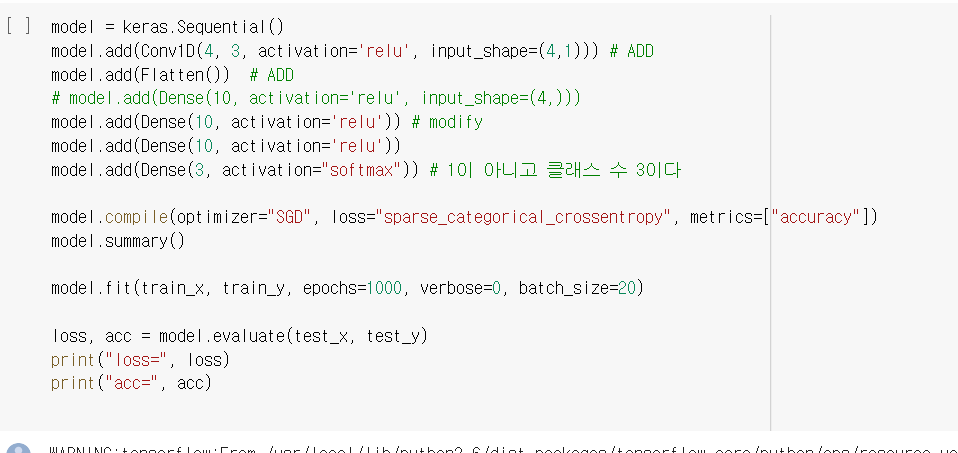 [ ] model = keras.Sequential()
model.add(Conv1D(4, 3, activation='relu', input_shape=(4,1))) # ADD
model.add(Flatten())  # ADD
# model.add(Dense(10, activation='relu', input_shape=(4,)))
model.add(Dense(10, activation='relu')) # modify
model.add(Dense(10, activation='relu'))
model.add(Dense(3, activation="softmax")) # 10이 아니고 클래스 수 3이다
model.compile(optimizer="SGD", loss="sparse_categorical_crossentropy", metrics=["accuracy"])
model.summary()
model.fit(train_x, train_y, epochs=1000, verbose=0, batch_size=20)
loss, acc = model.evaluate(test_x, test_y)
print("loss=", loss)
print("acc=", acc)
WARNING:tensorflow:From /usr/local/lib/python3.6/dist-packages/tensorflow_core/python/ops/resource